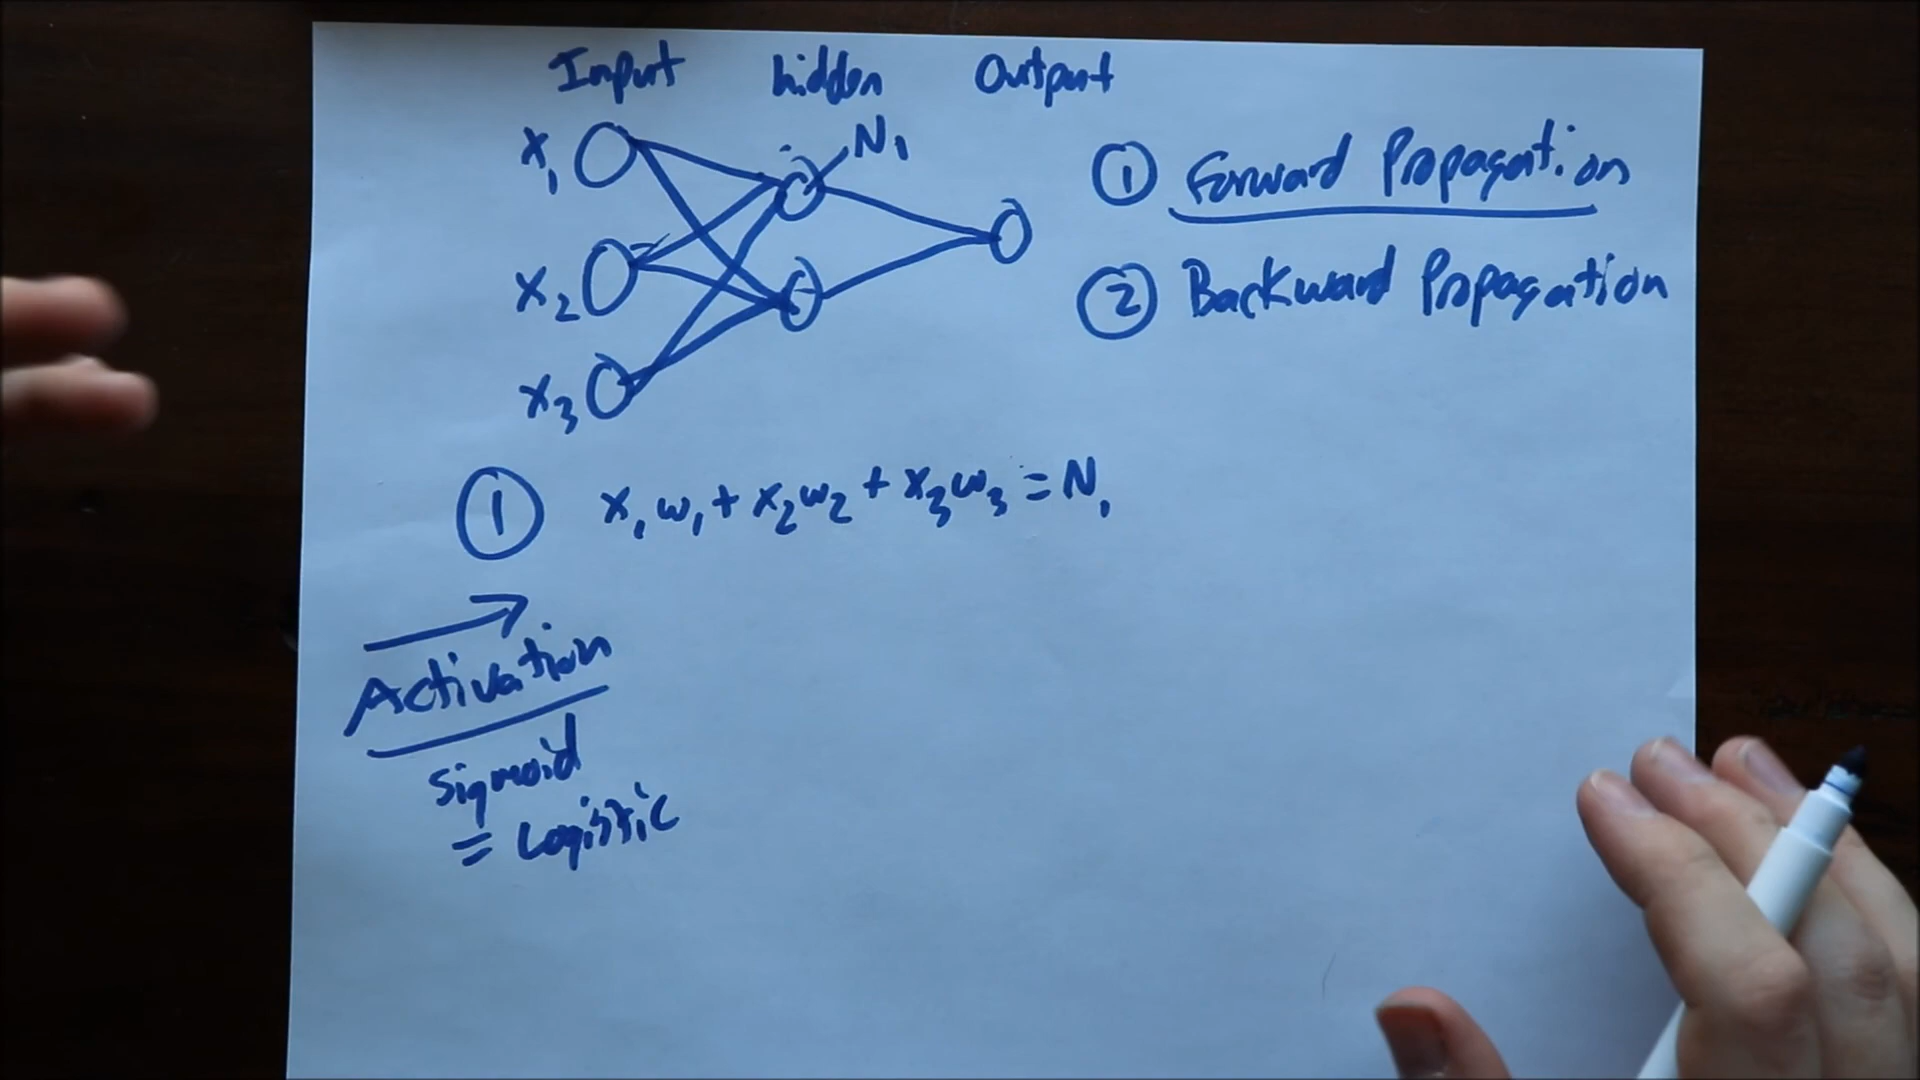 Input hidden Output
x1
N1
x2
x3
① Forward Propagation
② Backward Propagation
① x1w1 + x2w2 + x3w3 = N1
Activation
Sigmoid
= Logistic